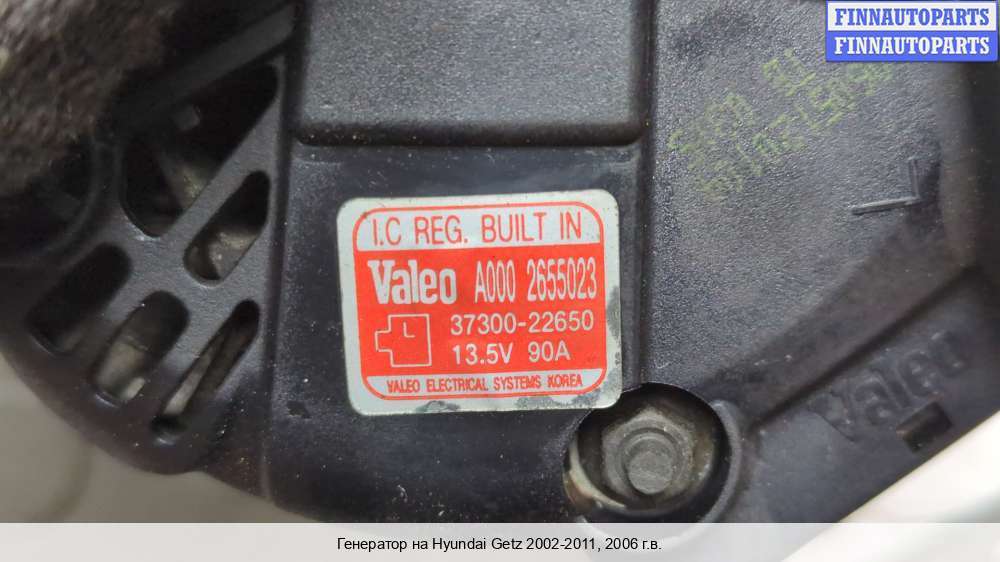 FINNAUTOPARTS
FINNAUTOPARTS
I.C REG. BUILT IN
Valeo A000 2655023
37300-22650
L
13.5V 90A
VALEO ELECTRICAL SYSTEMS KOREA
Valeo
Генератор на Hyundai Getz 2002-2011, 2006 г.в.